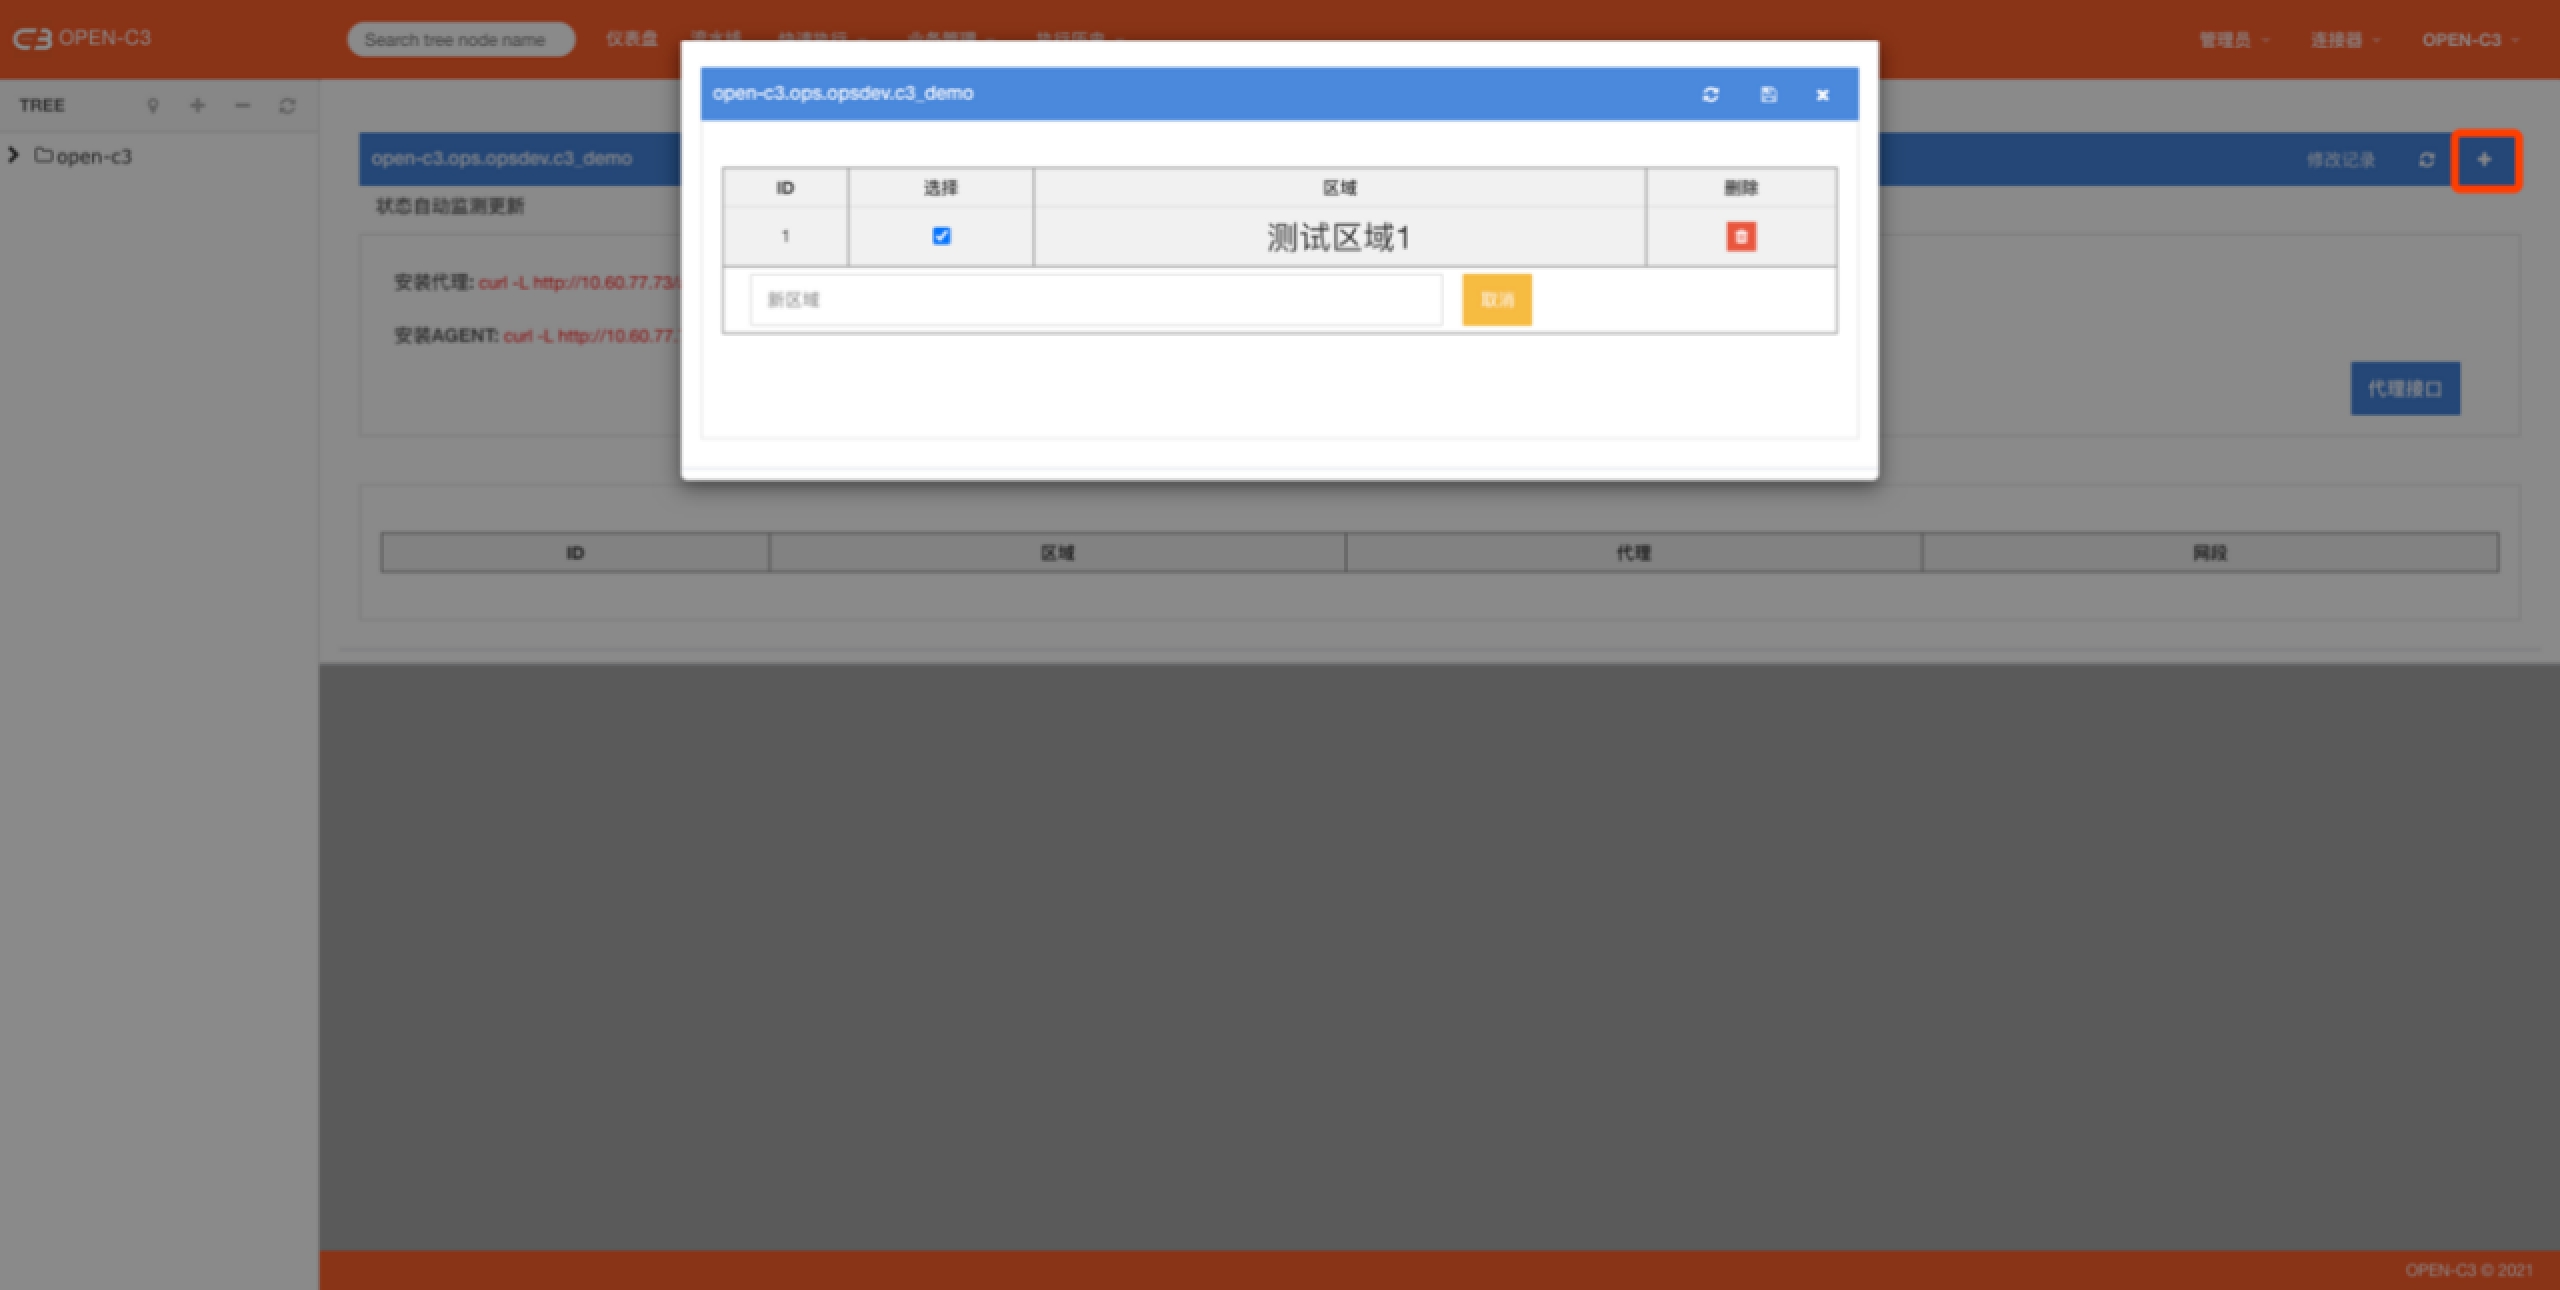 OPEN-C3
Search tree node name
仪表盘
管理员
连接器
OPEN-C3
TREE
open-c3
open-c3.ops.opsdev.c3_demo
修改记录
状态自动监测更新
安装代理: curl -L http://10.60.77.73/
安装AGENT: curl -L http://10.60.77.
代理接口
ID 区域 代理 网段
open-c3.ops.opsdev.c3_demo
ID 选择 区域 删除
1 测试区域1
新区域 取消
OPEN-C3 © 2021